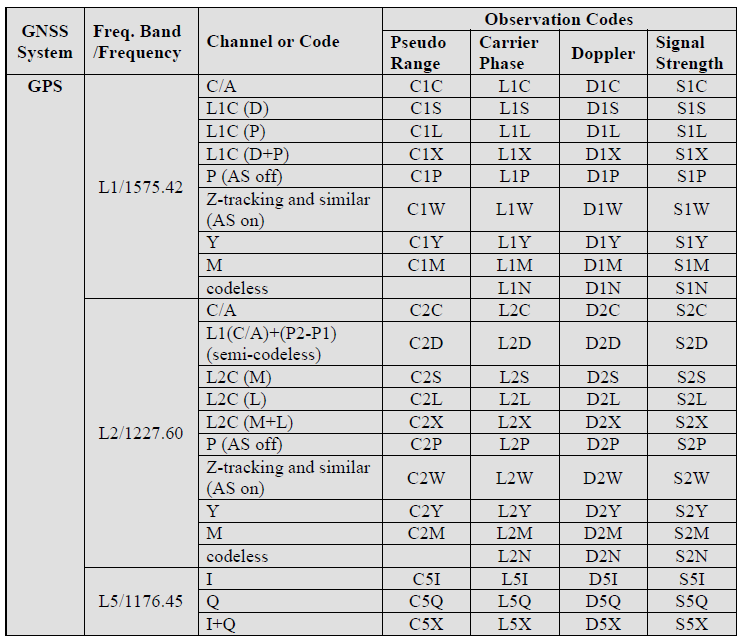 GNSS System Freq. Band /Frequency Channel or Code Observation Codes
Pseudo Range Carrier Phase Doppler Signal Strength
GPS L1/1575.42 C/A C1C L1C D1C S1C
L1C (D) C1S L1S D1S S1S
L1C (P) C1L L1L D1L S1L
L1C (D+P) C1X L1X D1X S1X
P (AS off) C1P L1P D1P S1P
Z-tracking and similar (AS on) C1W L1W D1W S1W
Y C1Y L1Y D1Y S1Y
M C1M L1M D1M S1M
codeless L1N D1N S1N
L2/1227.60 C/A C2C L2C D2C S2C
L1(C/A)+(P2-P1) (semi-codeless) C2D L2D D2D S2D
L2C (M) C2S L2S D2S S2S
L2C (L) C2L L2L D2L S2L
L2C (M+L) C2X L2X D2X S2X
P (AS off) C2P L2P D2P S2P
Z-tracking and similar (AS on) C2W L2W D2W S2W
Y C2Y L2Y D2Y S2Y
M C2M L2M D2M S2M
codeless L2N D2N S2N
L5/1176.45 I C5I L5I D5I S5I
Q C5Q L5Q D5Q S5Q
I+Q C5X L5X D5X S5X